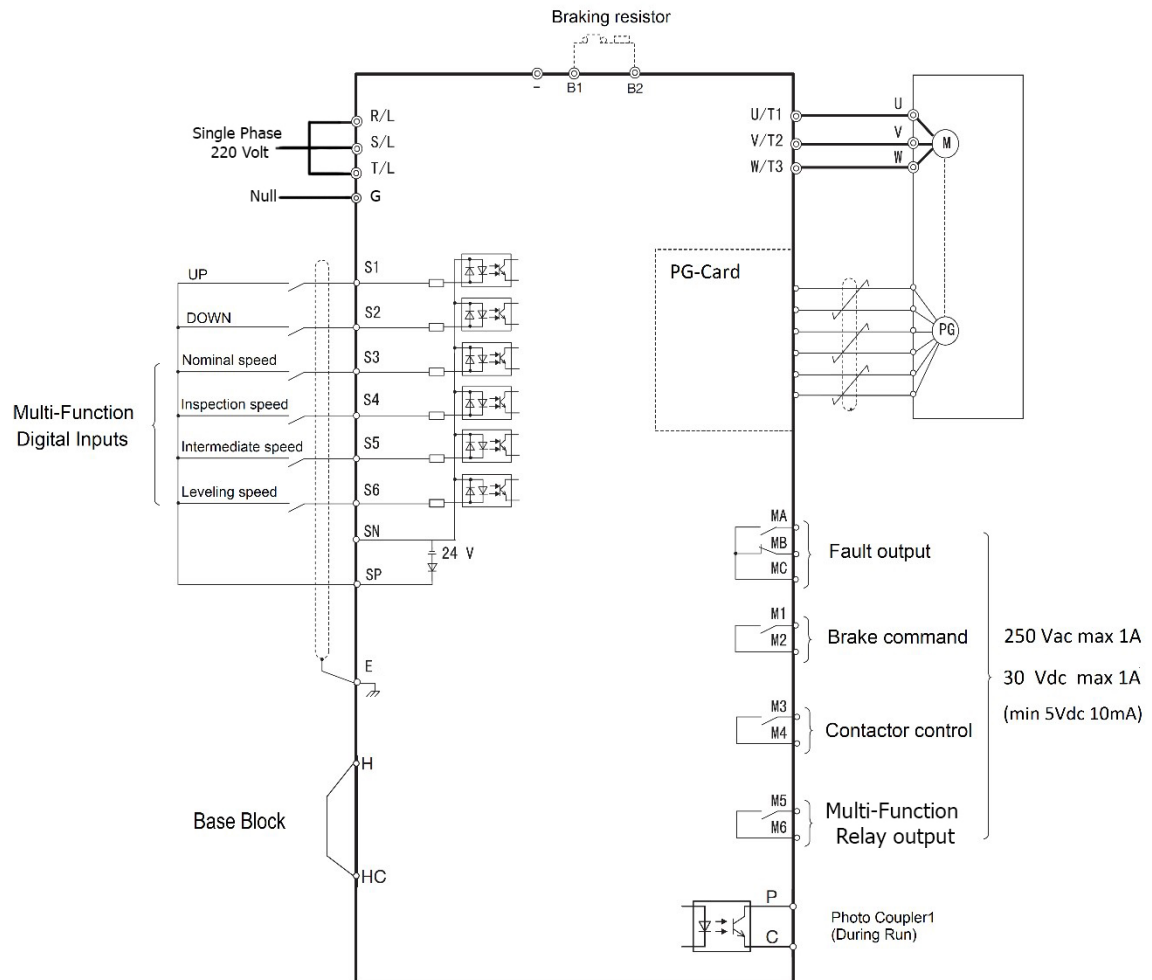 Braking resistor
-
B1
B2
R/L
S/L
T/L
Single Phase
220 Volt
Null
G
U/T1
V/T2
W/T3
U
V
W
M
UP
S1
DOWN
S2
Nominal speed
S3
Inspection speed
S4
Intermediate speed
S5
Leveling speed
S6
Multi-Function
Digital Inputs
SN
24 V
SP
E
PG-Card
PG
MA
MB
MC
Fault output
M1
M2
Brake command
M3
M4
Contactor control
M5
M6
Multi-Function
Relay output
250 Vac max 1A
30 Vdc max 1A
(min 5Vdc 10mA)
H
Base Block
HC
P
C
Photo Coupler1
(During Run)